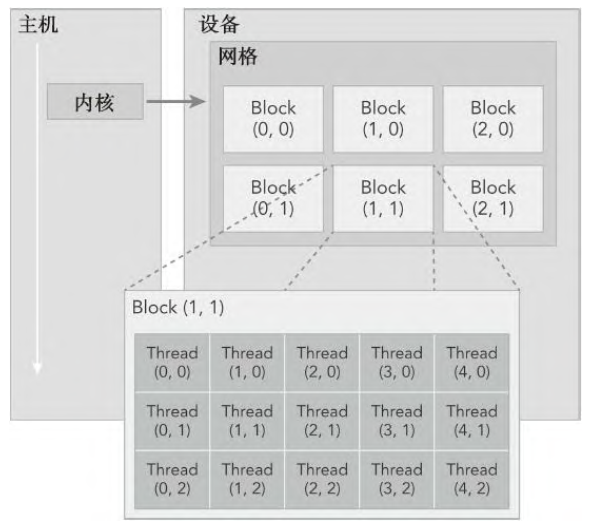 主机
设备
网格
内核
Block
(0, 0)
Block
(1, 0)
Block
(2, 0)
Block
(0, 1)
Block
(1, 1)
Block
(2, 1)
Block (1, 1)
Thread
(0, 0)
Thread
(1, 0)
Thread
(2, 0)
Thread
(3, 0)
Thread
(4, 0)
Thread
(0, 1)
Thread
(1, 1)
Thread
(2, 1)
Thread
(3, 1)
Thread
(4, 1)
Thread
(0, 2)
Thread
(1, 2)
Thread
(2, 2)
Thread
(3, 2)
Thread
(4, 2)